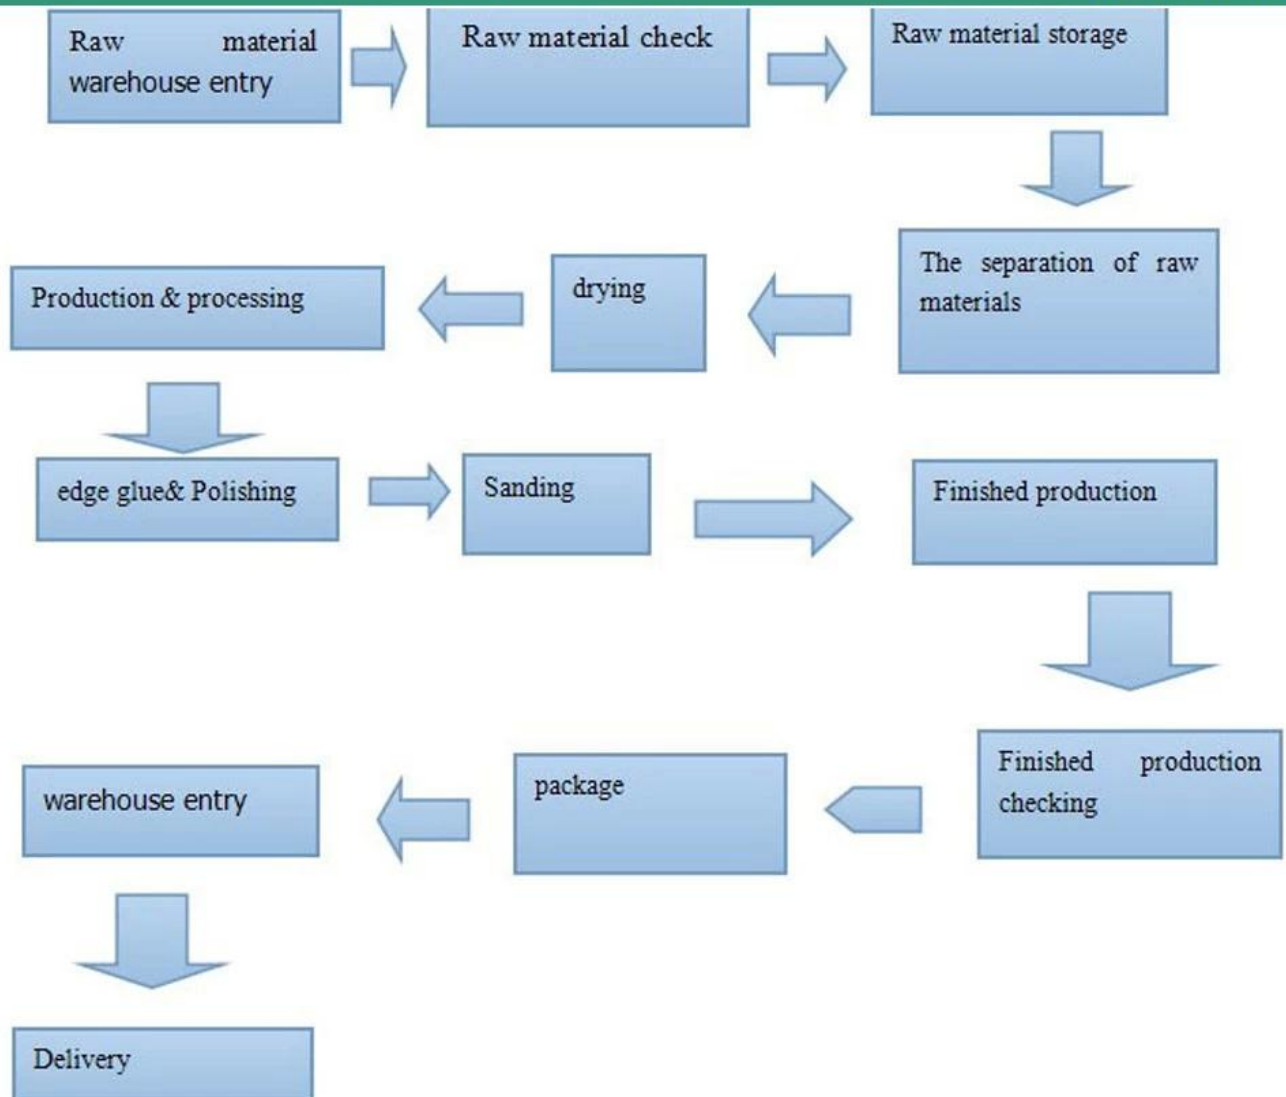 Raw material
warehouse entry
Raw material check
Raw material storage
The separation of raw
materials
drying
Production & processing
edge glue& Polishing
Sanding
Finished production
Finished production
checking
package
warehouse entry
Delivery